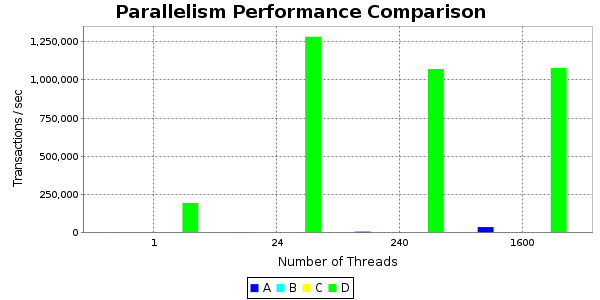 Parallelism Performance Comparison
Transactions / sec
1,250,000
1,000,000
750,000
500,000
250,000
0
1 24 240 1600
Number of Threads
A B C D